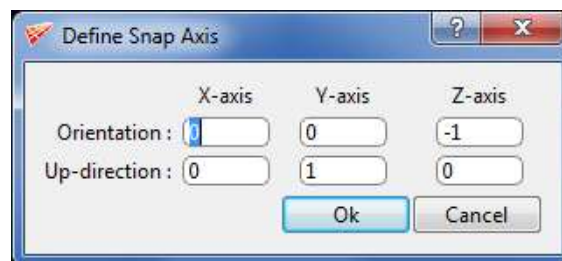 Define Snap Axis ?
X-axis Y-axis Z-axis
Orientation : 0 0 -1
Up-direction : 0 1 0
Ok Cancel